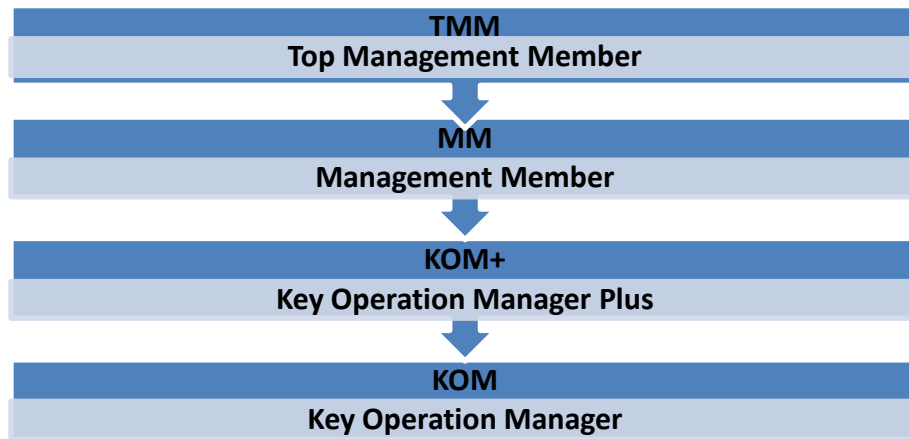 TMM
Top Management Member
MM
Management Member
KOM+
Key Operation Manager Plus
KOM
Key Operation Manager